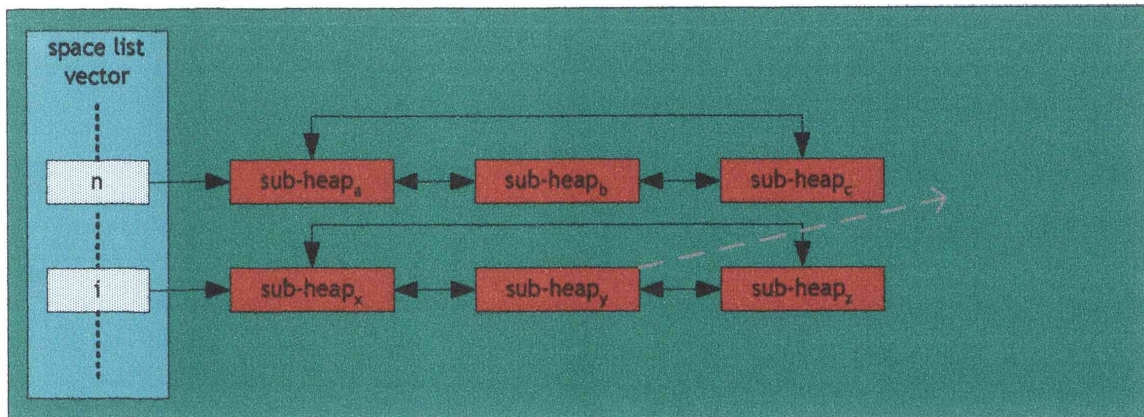 space list
vector
n
sub-heapa
sub-heapb
sub-heapc
i
sub-heapx
sub-heapy
sub-heapz